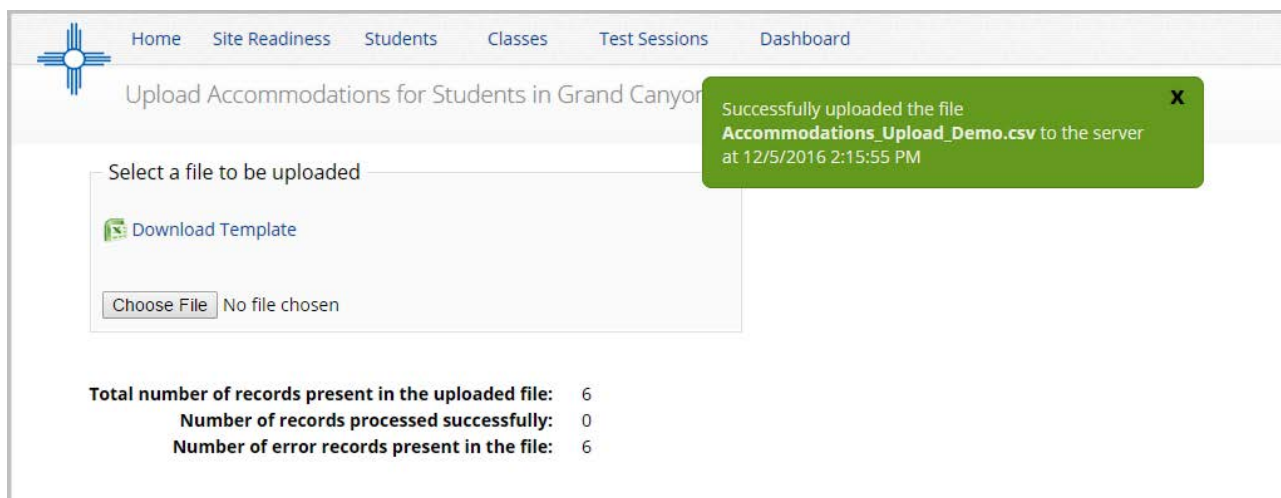 Home Site Readiness Students Classes Test Sessions Dashboard
Upload Accommodations for Students in Grand
Successfully uploaded the file X
Accommodations_Upload_Demo.csv to the server
at 12/5/2016 2:15:55 PM
Select a file to be uploaded
Download Template
Choose File No file chosen
Total number of records present in the uploaded file: 6
Number of records processed successfully: 0
Number of error records present in the file: 6